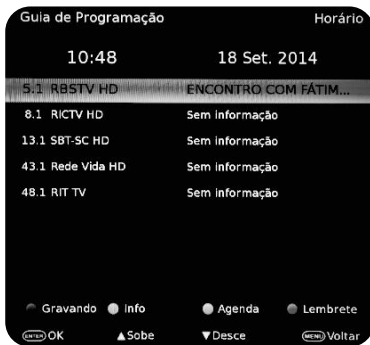 Guia de Programação Horário
10:48 18 Set. 2014
5.1 RBSTV HD ENCONTRO COM FÁTIM...
8.1 RICTV HD Sem informação
13.1 SBT-SC HD Sem informação
43.1 Rede Vida HD Sem informação
48.1 RIT TV Sem informação
Gravando Info Agenda Lembrete
ENTER OK ▲Sobe ▼Desce MENU Voltar